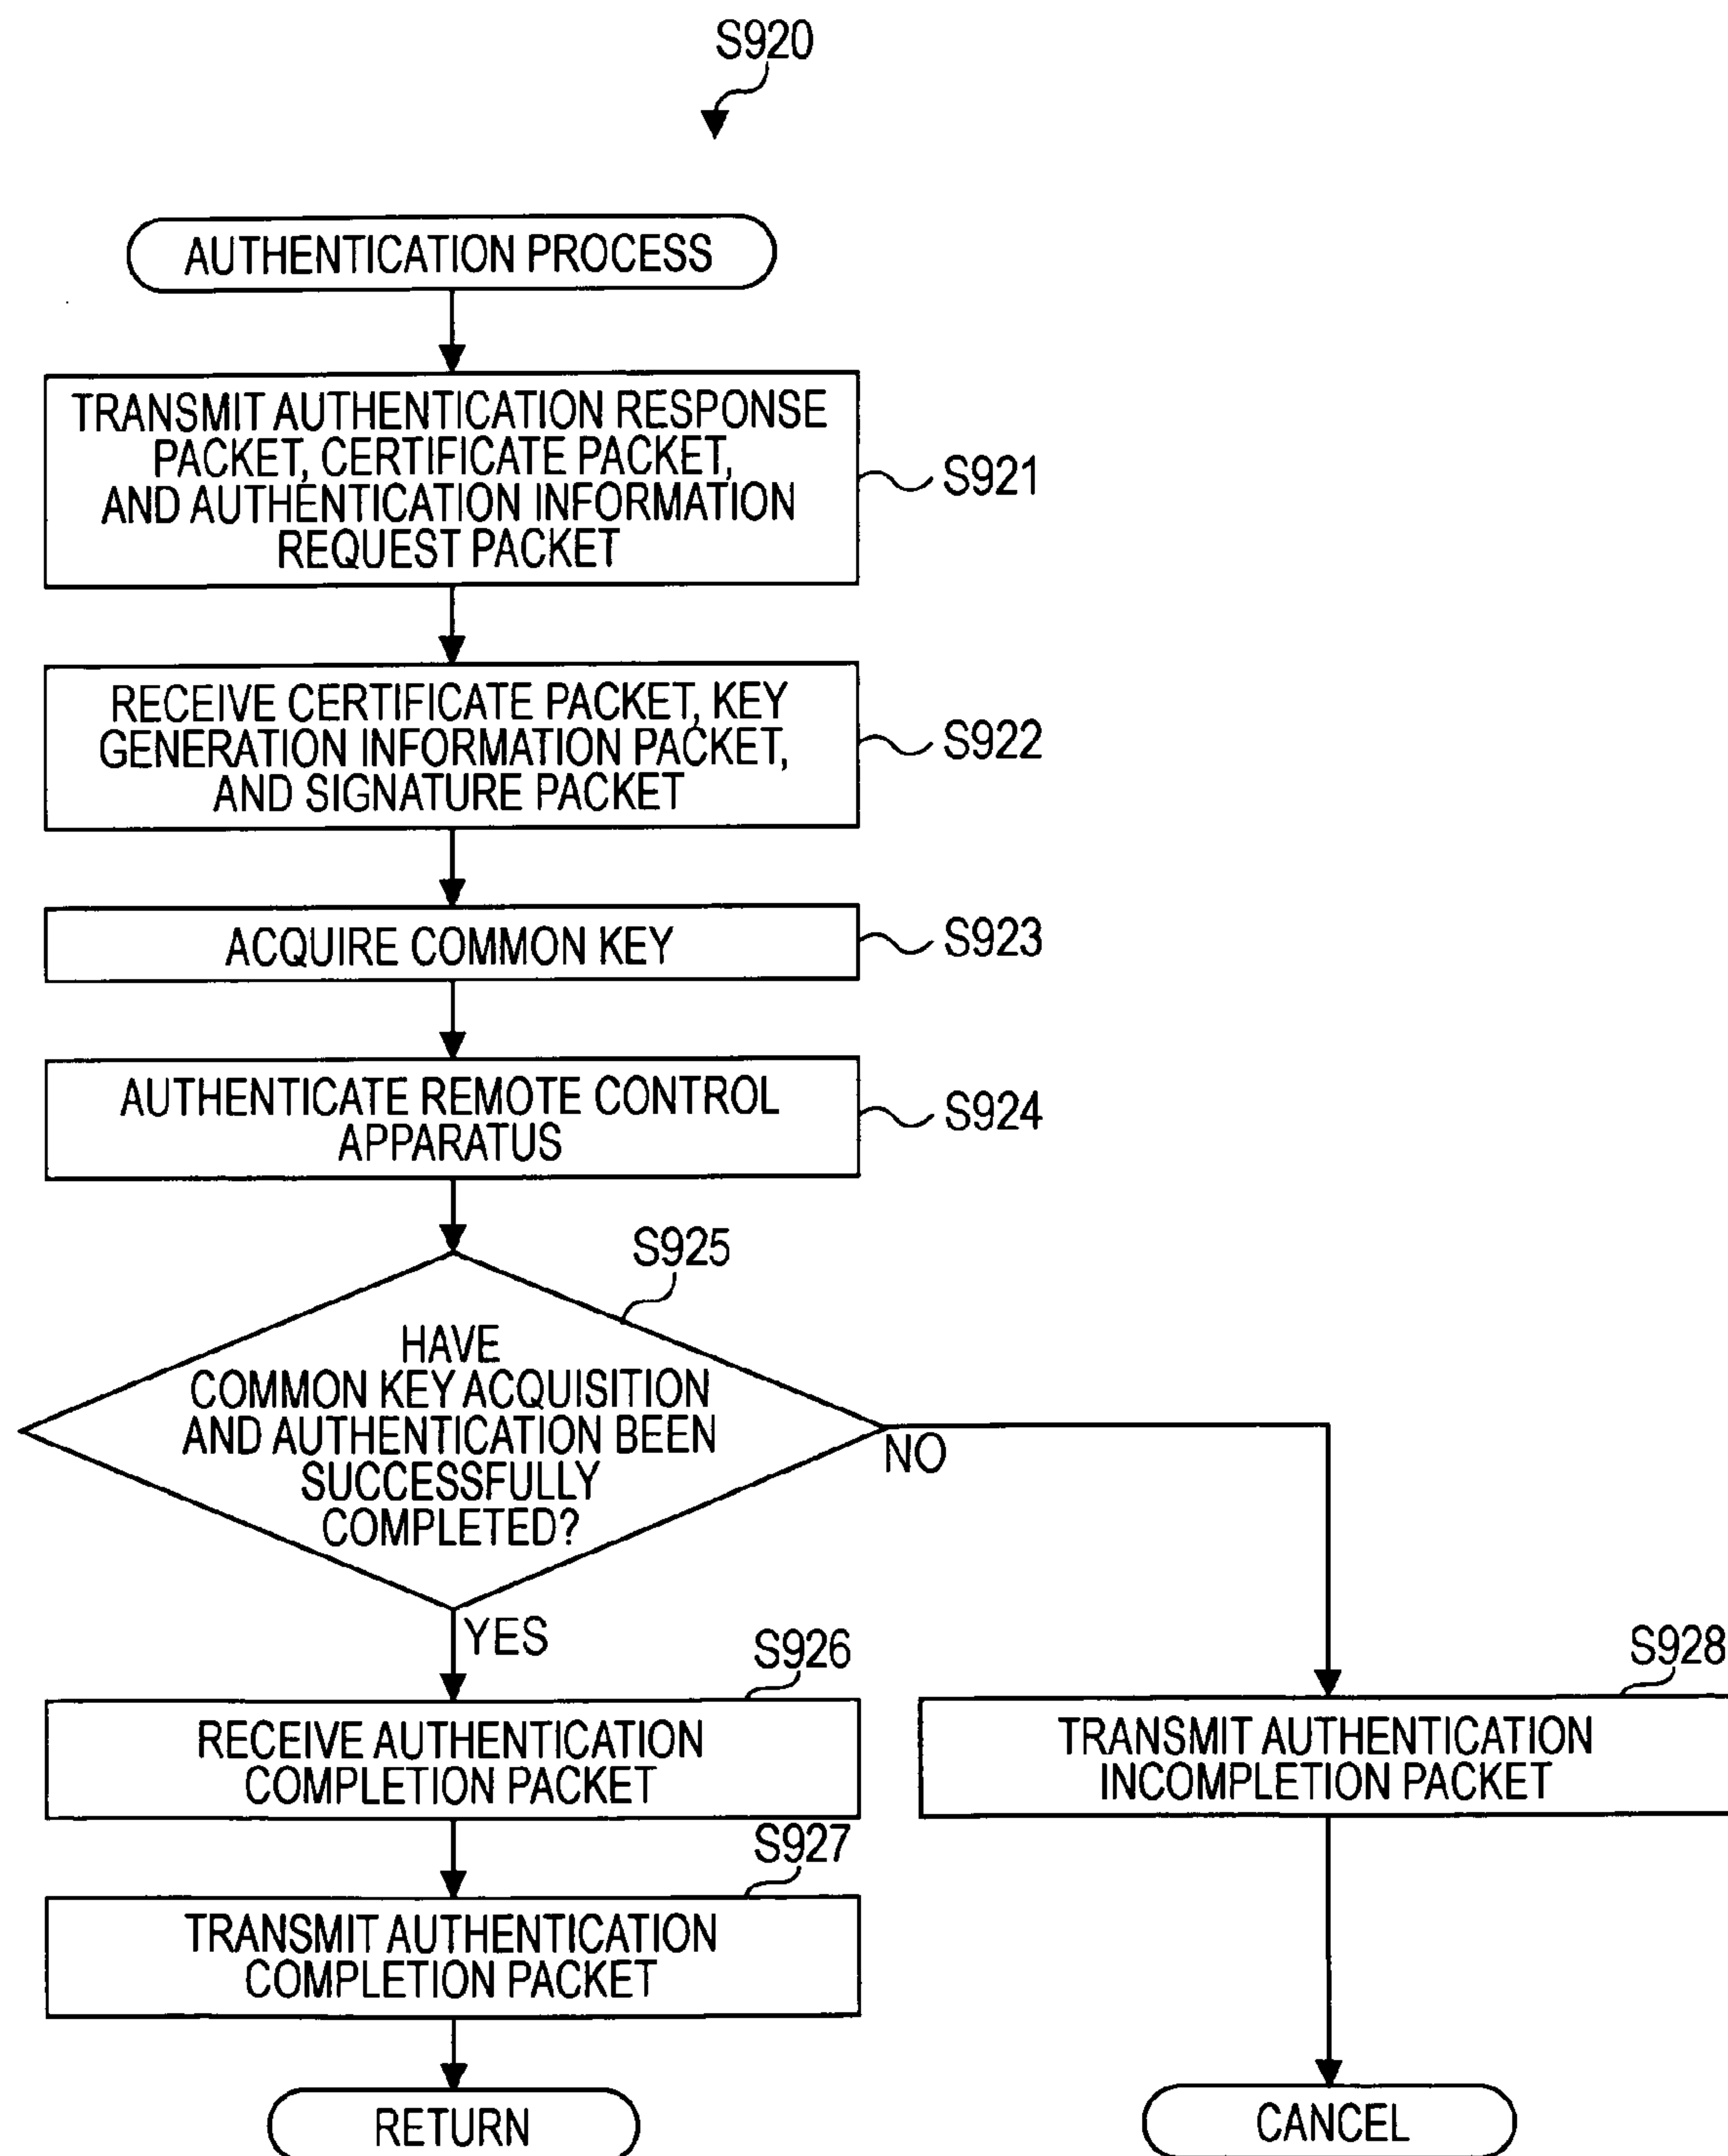 S920
AUTHENTICATION PROCESS
TRANSMIT AUTHENTICATION RESPONSE
PACKET, CERTIFICATE PACKET,
AND AUTHENTICATION INFORMATION
REQUEST PACKET
S921
RECEIVE CERTIFICATE PACKET, KEY
GENERATION INFORMATION PACKET,
AND SIGNATURE PACKET
S922
ACQUIRE COMMON KEY
S923
AUTHENTICATE REMOTE CONTROL
APPARATUS
S924
S925
HAVE
COMMON KEY ACQUISITION
AND AUTHENTICATION BEEN
SUCCESSFULLY
COMPLETED?
NO
YES
S926
RECEIVE AUTHENTICATION
COMPLETION PACKET
S928
TRANSMIT AUTHENTICATION
INCOMPLETION PACKET
S927
TRANSMIT AUTHENTICATION
COMPLETION PACKET
RETURN
CANCEL